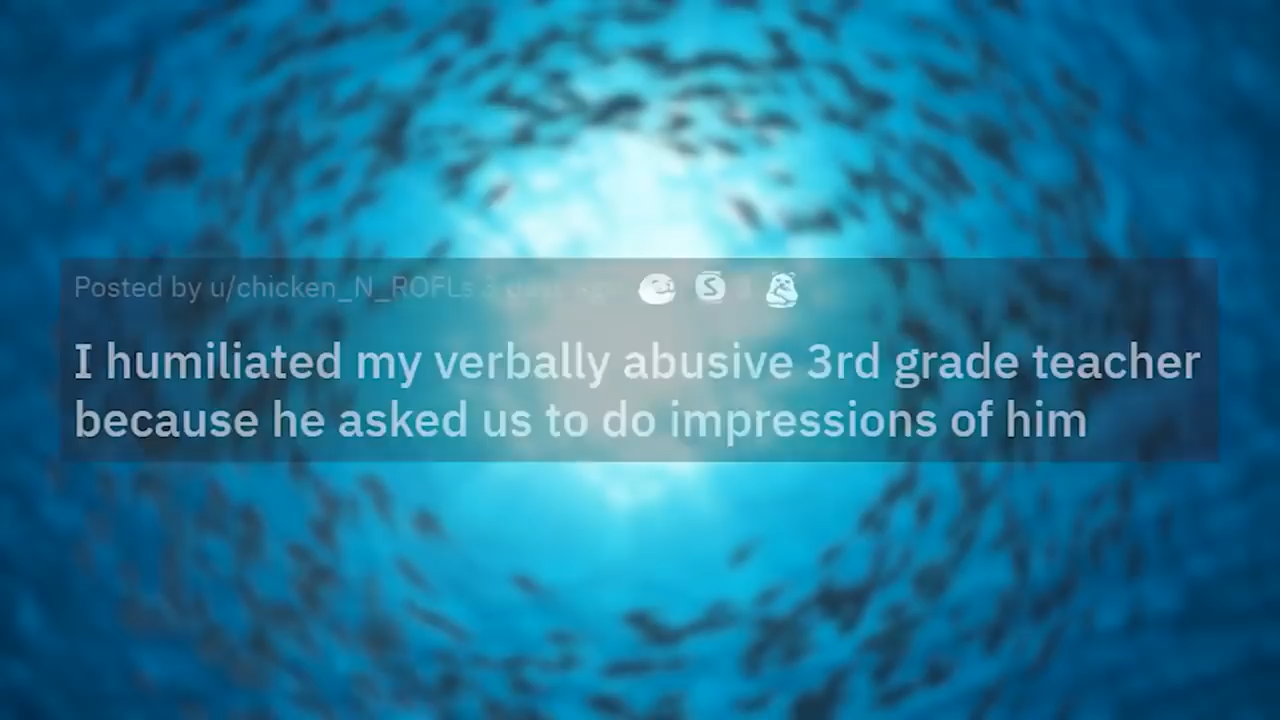 Posted by u/chicken_N_ROFLs
I humiliated my verbally abusive 3rd grade teacher
because he asked us to do impressions of him